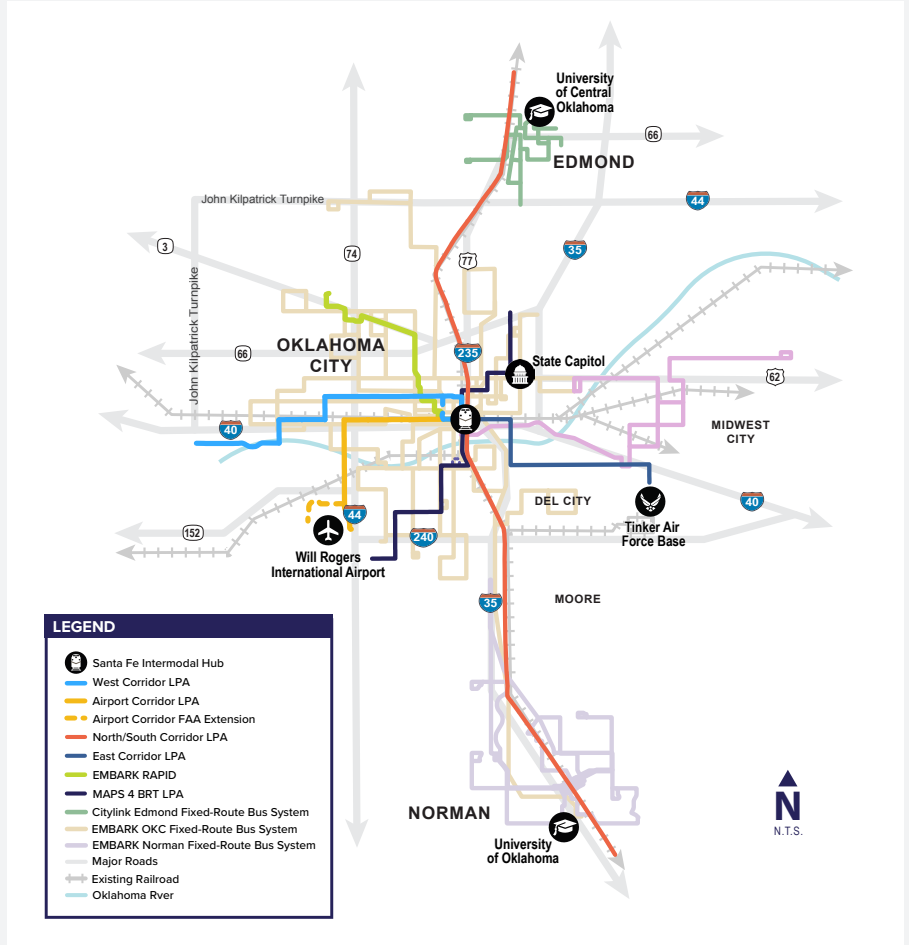 University
of Central
Oklahoma
66
EDMOND
John Kilpatrick Turnpike
44
3
74
77
35
John Kilpatrick Turnpike
OKLAHOMA
CITY
66
235
State Capitol
62
40
MIDWEST
CITY
DEL CITY
40
44
152
240
Tinker Air
Force Base
Will Rogers
International Airport
35
MOORE
LEGEND
Santa Fe Intermodal Hub
West Corridor LPA
Airport Corridor LPA
Airport Corridor FAA Extension
North/South Corridor LPA
East Corridor LPA
EMBARK RAPID
MAPS 4 BRT LPA
Citylink Edmond Fixed-Route Bus System
EMBARK OKC Fixed-Route Bus System
EMBARK Norman Fixed-Route Bus System
Major Roads
Existing Railroad
Oklahoma Rver
NORMAN
University
of Oklahoma
N
N.T.S.